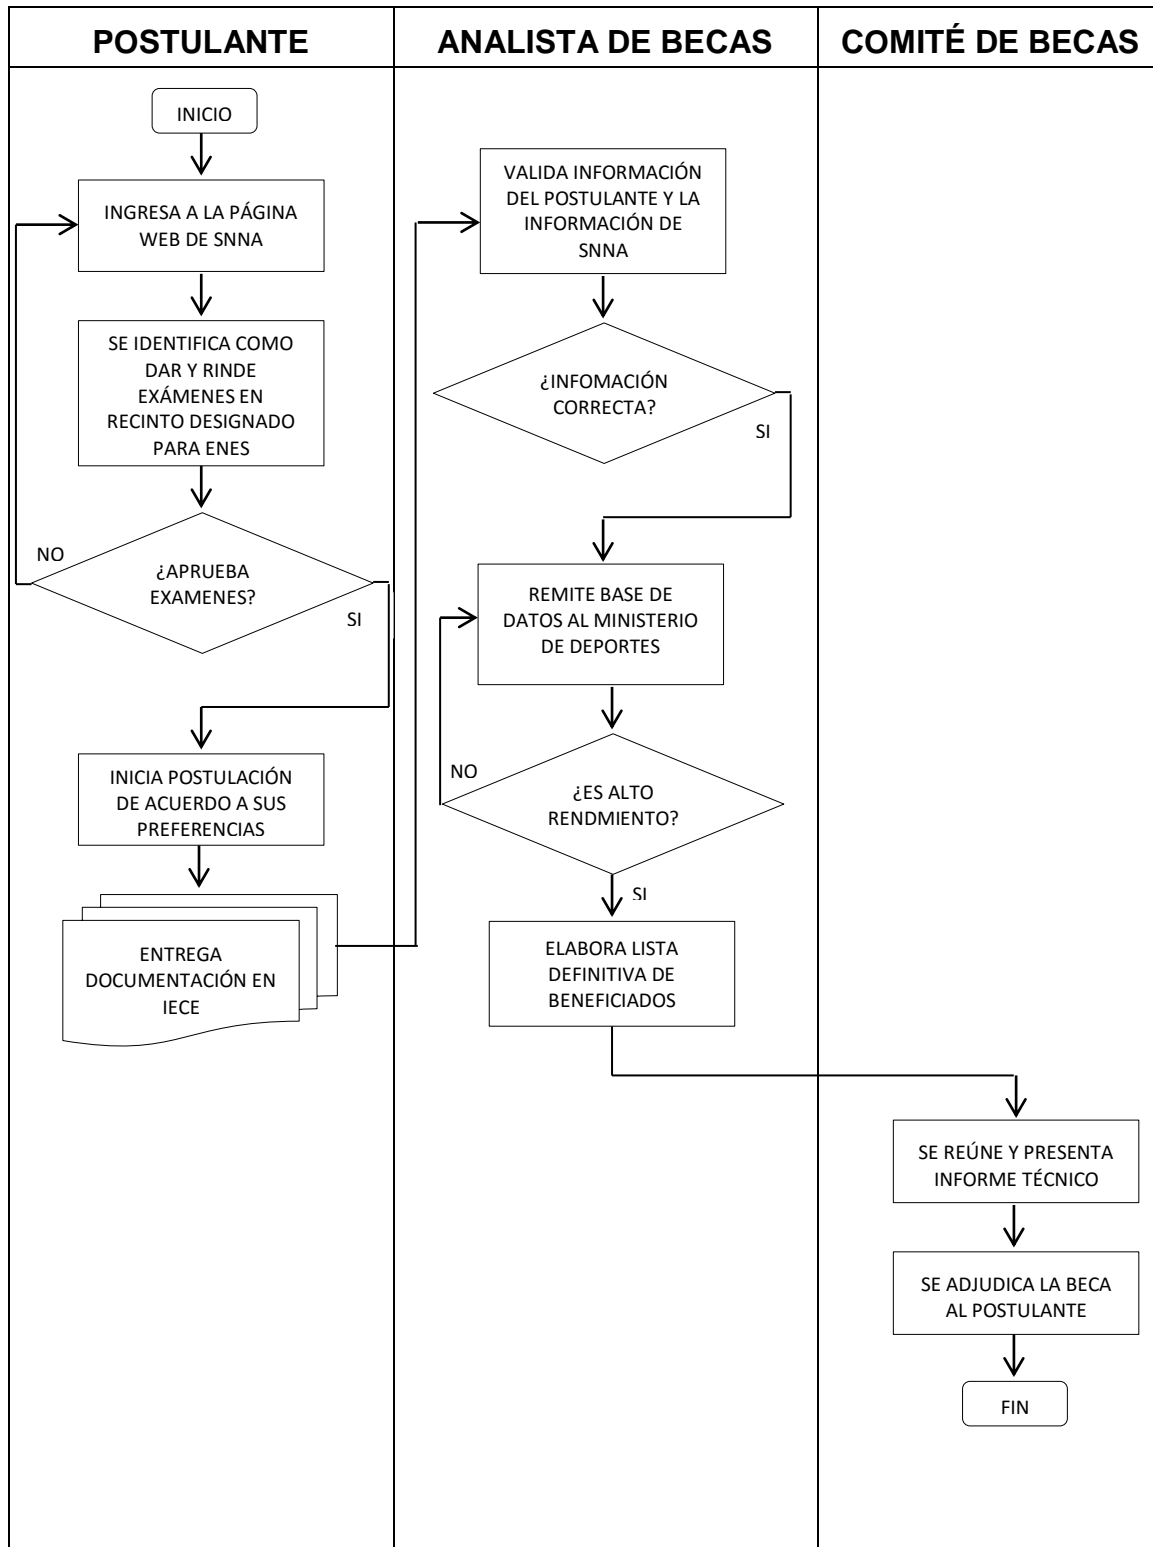 POSTULANTE
ANALISTA DE BECAS
COMITÉ DE BECAS
INICIO
INGRESA A LA PÁGINA
WEB DE SNNA
SE IDENTIFICA COMO
DAR Y RINDE
EXÁMENES EN
RECINTO DESIGNADO
PARA ENES
NO
¿APRUEBA
EXAMENES?
SI
INICIA POSTULACIÓN
DE ACUERDO A SUS
PREFERENCIAS
ENTREGA
DOCUMENTACIÓN EN
IECE
VALIDA INFORMACIÓN
DEL POSTULANTE Y LA
INFORMACIÓN DE
SNNA
¿INFOMACIÓN
CORRECTA?
SI
REMITE BASE DE
DATOS AL MINISTERIO
DE DEPORTES
NO
¿ES ALTO
RENDMIENTO?
SI
ELABORA LISTA
DEFINITIVA DE
BENEFICIADOS
SE REÚNE Y PRESENTA
INFORME TÉCNICO
SE ADJUDICA LA BECA
AL POSTULANTE
FIN